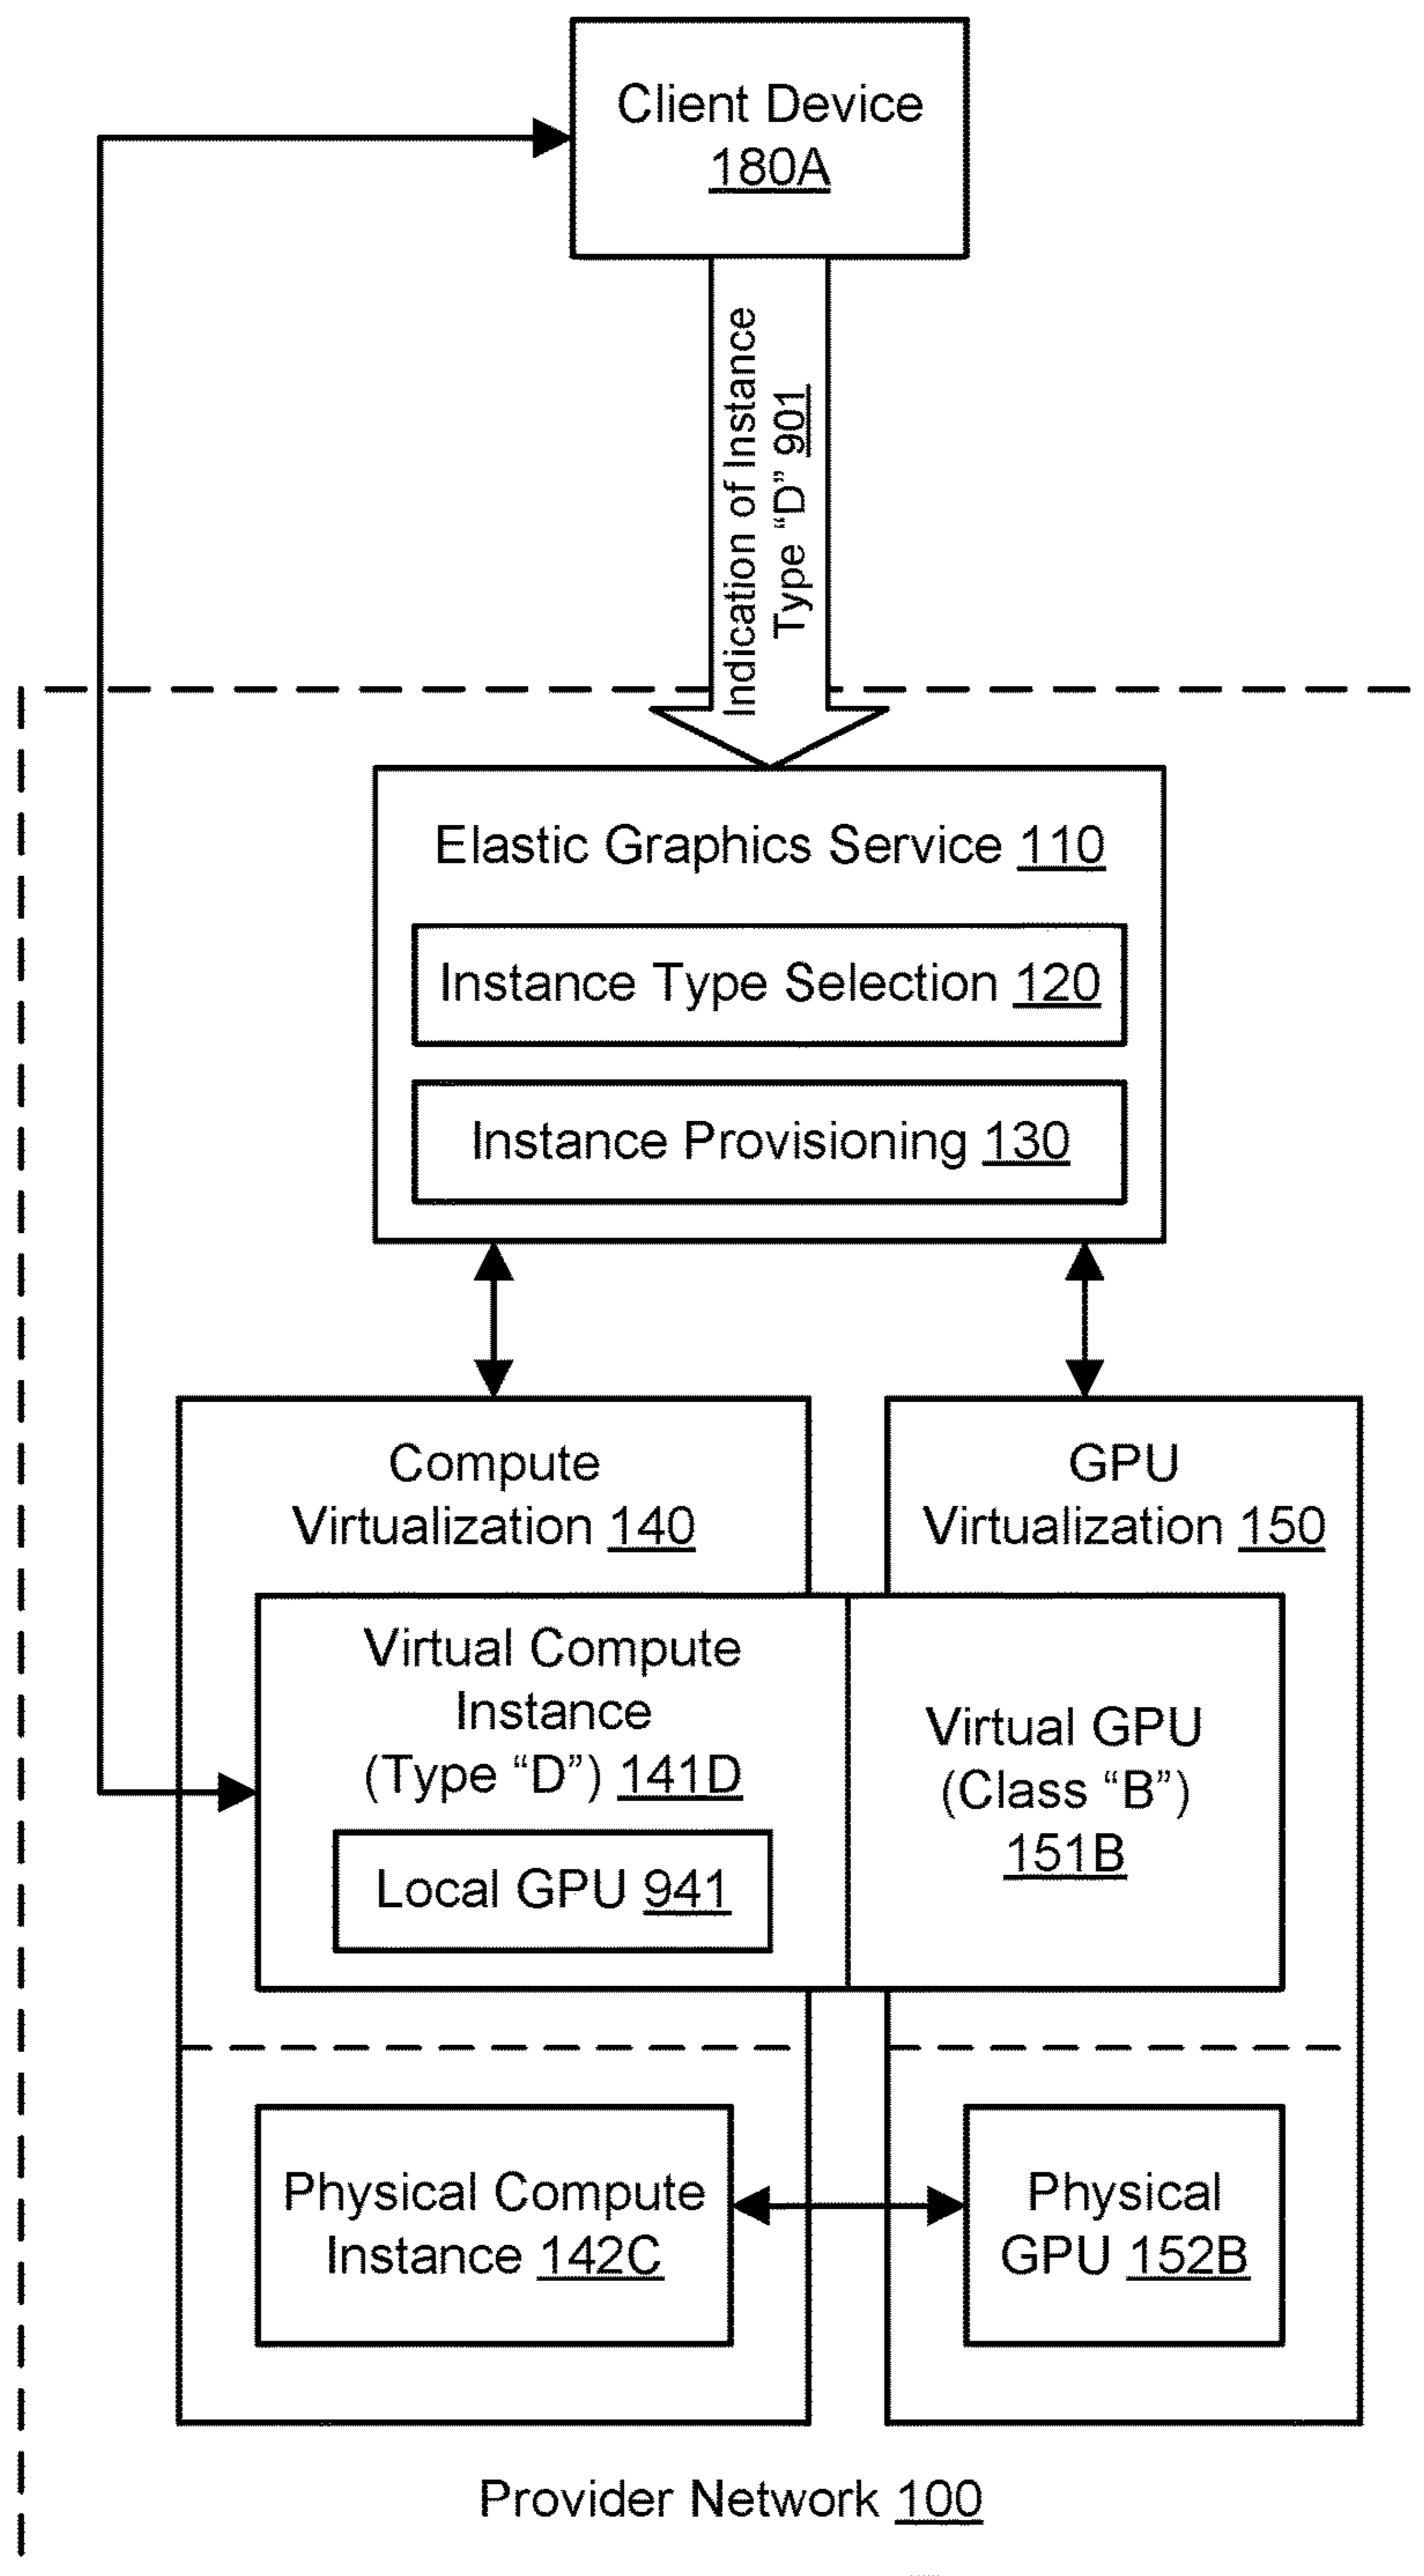 Client Device
180A
Indication of Instance
Type “D” 901
Elastic Graphics Service 110
Instance Type Selection 120
Instance Provisioning 130
Compute
Virtualization 140
GPU
Virtualization 150
Virtual Compute
Instance
(Type “D”) 141D
Local GPU 941
Virtual GPU
(Class “B”)
151B
Physical Compute
Instance 142C
Physical
GPU 152B
Provider Network 100